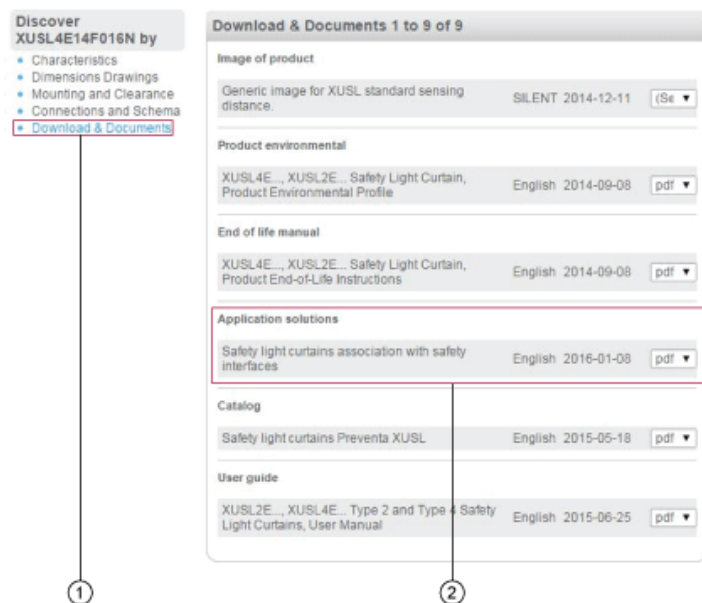 Discover
XUSL4E14F016N by
Characteristics
Dimensions Drawings
Mounting and Clearance
Connections and Schema
Download & Documents
Download & Documents 1 to 9 of 9
Image of product
Generic image for XUSL standard sensing
distance.
SILENT 2014-12-11 (Se
Product environmental
XUSL4E..., XUSL2E... Safety Light Curtain,
Product Environmental Profile
English 2014-09-08 pdf
End of life manual
XUSL4E..., XUSL2E... Safety Light Curtain,
Product End-of-Life Instructions
English 2014-09-08 pdf
Application solutions
Safety light curtains association with safety
interfaces
English 2016-01-08 pdf
Catalog
Safety light curtains Preventa XUSL English 2015-05-18 pdf
User guide
XUSL2E..., XUSL4E... Type 2 and Type 4 Safety
Light Curtains, User Manual
English 2015-06-25 pdf
1 2